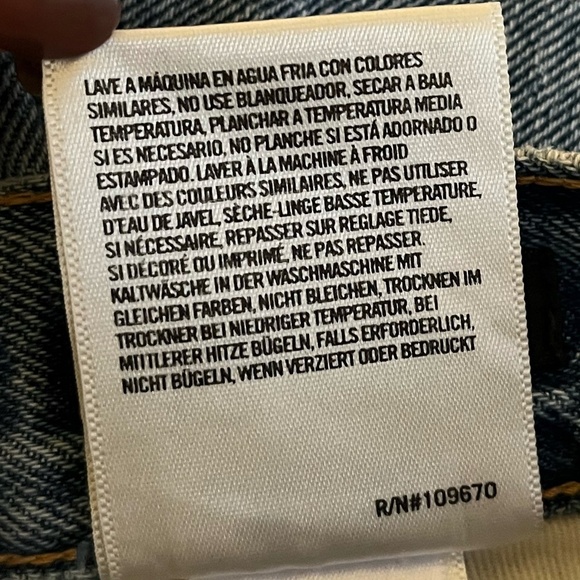 LAVE A MÁQUINA EN AGUA FRIA CON COLORES
SIMILARES, NO USE BLANQUEADOR, SECAR A BAJA
TEMPERATURA, PLANCHAR A TEMPERATURA MEDIA
SI ES NECESARIO, NO PLANCHE SI ESTÁ ADORNADO O
ESTAMPADO. LAVER À LA MACHINE À FROID
AVEC DES COULEURS SIMILAIRES, NE PAS UTILISER
D'EAU DE JAVEL, SÈCHE-LINGE BASSE TEMPERATURE,
SI NÉCESSAIRE, REPASSER SUR REGLAGE TIEDE,
SI DÉCORÉ OU IMPRIMÉ, NE PAS REPASSER.
KALTWÄSCHE IN DER WASCHMASCHINE MIT
GLEICHEN FARBEN, NICHT BLEICHEN, TROCKNEN IM
TROCKNER BEI NIEDRIGER TEMPERATUR, BEI
MITTLERER HITZE BÜGELN, FALLS ERFORDERLICH,
NICHT BÜGELN, WENN VERZIERT ODER BEDRUCKT
R/N#109670